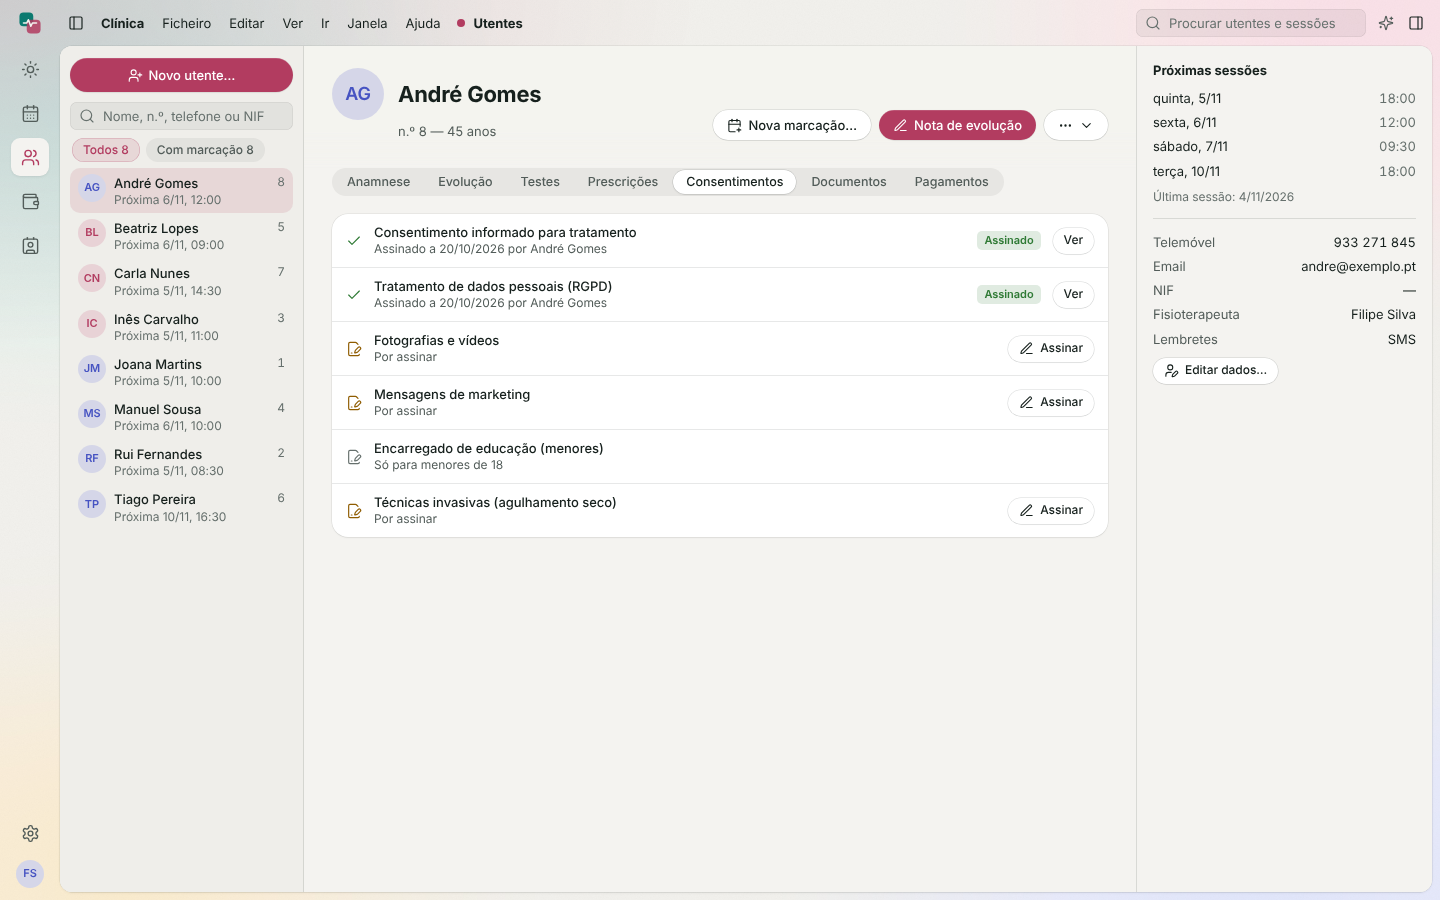 Clínica Ficheiro Editar Ver Ir Janela Ajuda Utentes
Procurar utentes e sessões
Novo utente...
Nome, n.º, telefone ou NIF
Todos 8 Com marcação 8
AG André Gomes 8
Próxima 6/11, 12:00
BL Beatriz Lopes 5
Próxima 6/11, 09:00
CN Carla Nunes 7
Próxima 5/11, 14:30
IC Inês Carvalho 3
Próxima 5/11, 11:00
JM Joana Martins 1
Próxima 5/11, 10:00
MS Manuel Sousa 4
Próxima 6/11, 10:00
RF Rui Fernandes 2
Próxima 5/11, 08:30
TP Tiago Pereira 6
Próxima 10/11, 16:30
FS
AG André Gomes
n.º 8 — 45 anos
Nova marcação... Nota de evolução
Anamnese Evolução Testes Prescrições Consentimentos Documentos Pagamentos
Consentimento informado para tratamento
Assinado a 20/10/2026 por André Gomes
Assinado Ver
Tratamento de dados pessoais (RGPD)
Assinado a 20/10/2026 por André Gomes
Assinado Ver
Fotografias e vídeos
Por assinar
Assinar
Mensagens de marketing
Por assinar
Assinar
Encarregado de educação (menores)
Só para menores de 18
Técnicas invasivas (agulhamento seco)
Por assinar
Assinar
Próximas sessões
quinta, 5/11 18:00
sexta, 6/11 12:00
sábado, 7/11 09:30
terça, 10/11 18:00
Última sessão: 4/11/2026
Telemóvel 933 271 845
Email andre@exemplo.pt
NIF —
Fisioterapeuta Filipe Silva
Lembretes SMS
Editar dados...